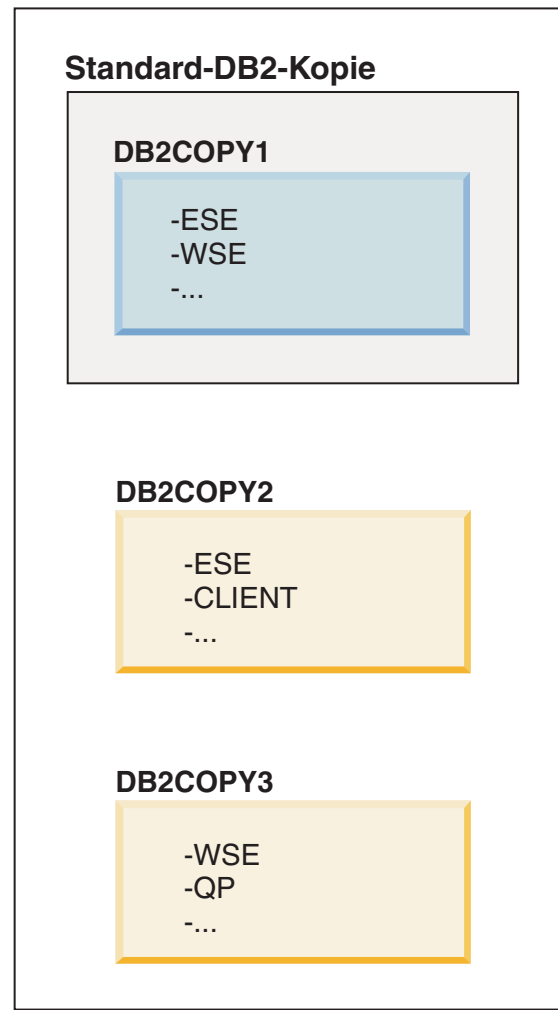 Standard-DB2-Kopie
DB2COPY1
-ESE
-WSE
-...
DB2COPY2
-ESE
-CLIENT
-...
DB2COPY3
-WSE
-QP
-...